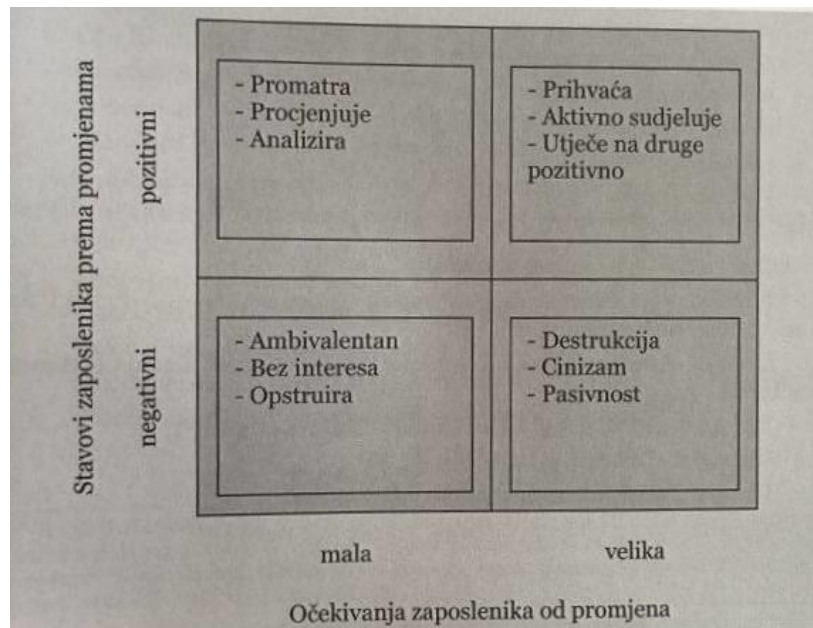 Stavovi zaposlenika prema promjenama
pozitivni
- Promatra
- Procjenjuje
- Analizira
- Prihvaća
- Aktivno sudjeluje
- Utječe na druge
pozitivno
negativni
- Ambivalentan
- Bez interesa
- Opstruira
- Destrukcija
- Cinizam
- Pasivnost
mala
velika
Očekivanja zaposlenika od promjena